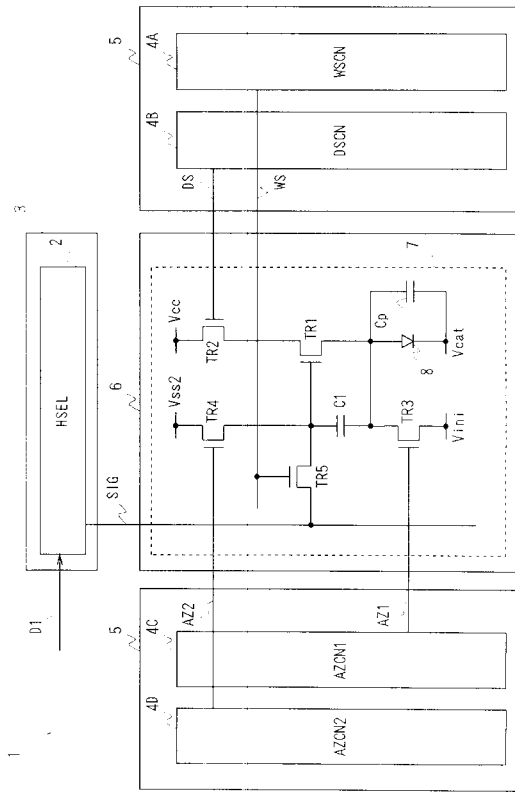 1
D1
3
2
HSEL
SIG
5
4D
4C
AZCN2
AZCN1
AZ2
AZ1
6
Vss2
Vcc
TR4
TR2
TR5
TR1
C1
TR3
Cp
8
Vini
Vcat
7
5
4B
4A
DS
WS
DSCN
WSCN